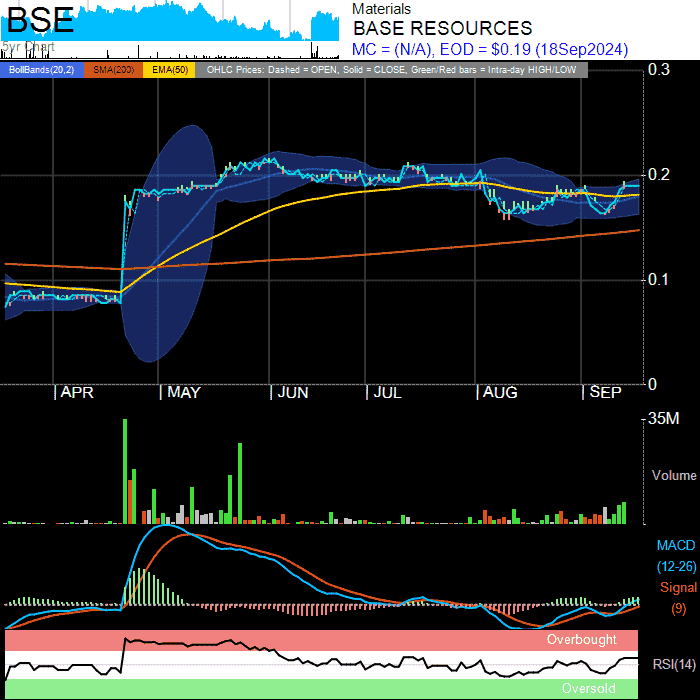 BSE
5yr Chart
Materials
BASE RESOURCES
MC = (N/A), EOD = $0.19 (18Sep2024)
BollBands(20,2) SMA(200) EMA(50) OHLC Prices: Dashed = OPEN, Solid = CLOSE, Green/Red bars = Intra-day HIGH/LOW
0.3
0.2
0.1
0
APR MAY JUN JUL AUG SEP
35M
Volume
MACD
(12-26)
Signal
(9)
Overbought
RSI(14)
Oversold